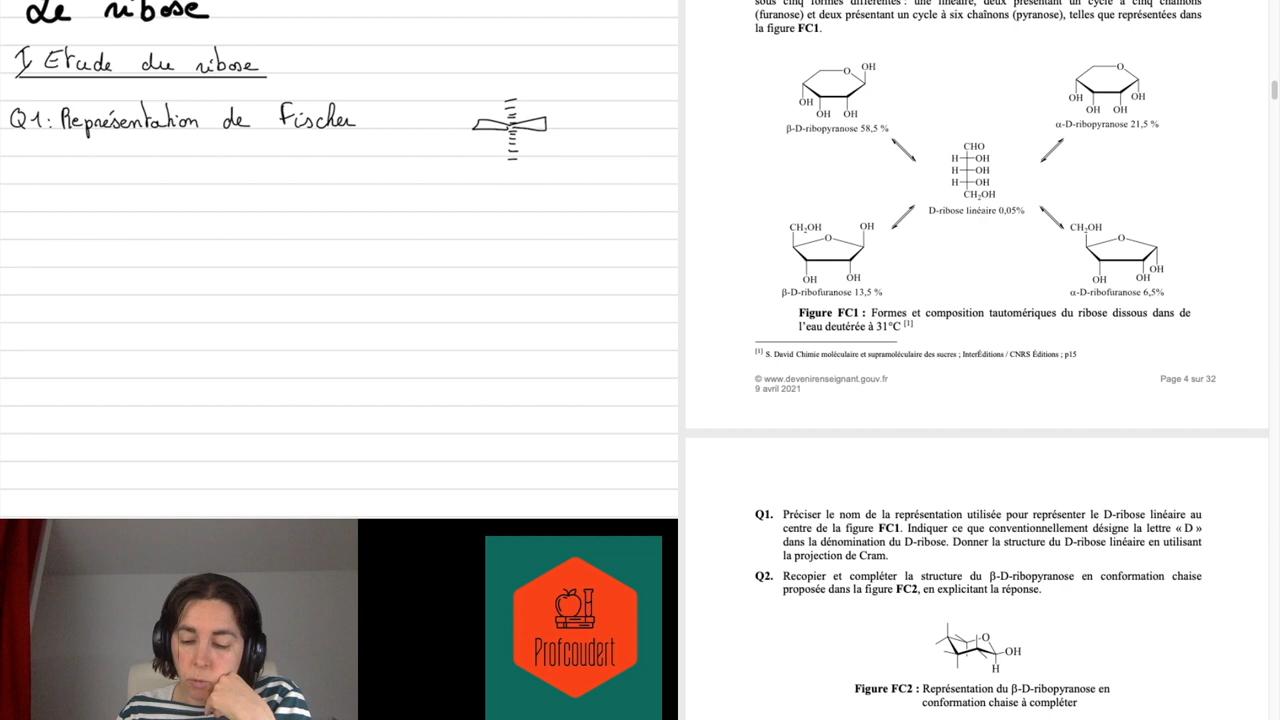 Le ribose
I Etude du ribose
Q1: Représentation de Fischer
sous cinq formes différentes : une linéaire, deux présentant un cycle à cinq chaînons
(furanose) et deux présentant un cycle à six chaînons (pyranose), telles que représentées dans
la figure FC1.
O OH
OH
OH OH
β-D-ribopyranose 58,5 %
O
OH OH
OH OH
α-D-ribopyranose 21,5 %
CHO
H OH
H OH
H OH
CH2OH
D-ribose linéaire 0,05%
CH2OH OH
O
OH OH
β-D-ribofuranose 13,5 %
CH2OH
O
OH
OH OH
α-D-ribofuranose 6,5%
Figure FC1 : Formes et composition tautomériques du ribose dissous dans de
l’eau deutérée à 31°C [1]
[1] S. David Chimie moléculaire et supramoléculaire des sucres ; InterÉditions / CNRS Éditions ; p15
© www.devenirenseignant.gouv.fr Page 4 sur 32
9 avril 2021
Q1. Préciser le nom de la représentation utilisée pour représenter le D-ribose linéaire au
centre de la figure FC1. Indiquer ce que conventionnellement désigne la lettre « D »
dans la dénomination du D-ribose. Donner la structure du D-ribose linéaire en utilisant
la projection de Cram.
Q2. Recopier et compléter la structure du β-D-ribopyranose en conformation chaise
proposée dans la figure FC2, en explicitant la réponse.
O
OH
H
Figure FC2 : Représentation du β-D-ribopyranose en
conformation chaise à compléter
Profcoudert